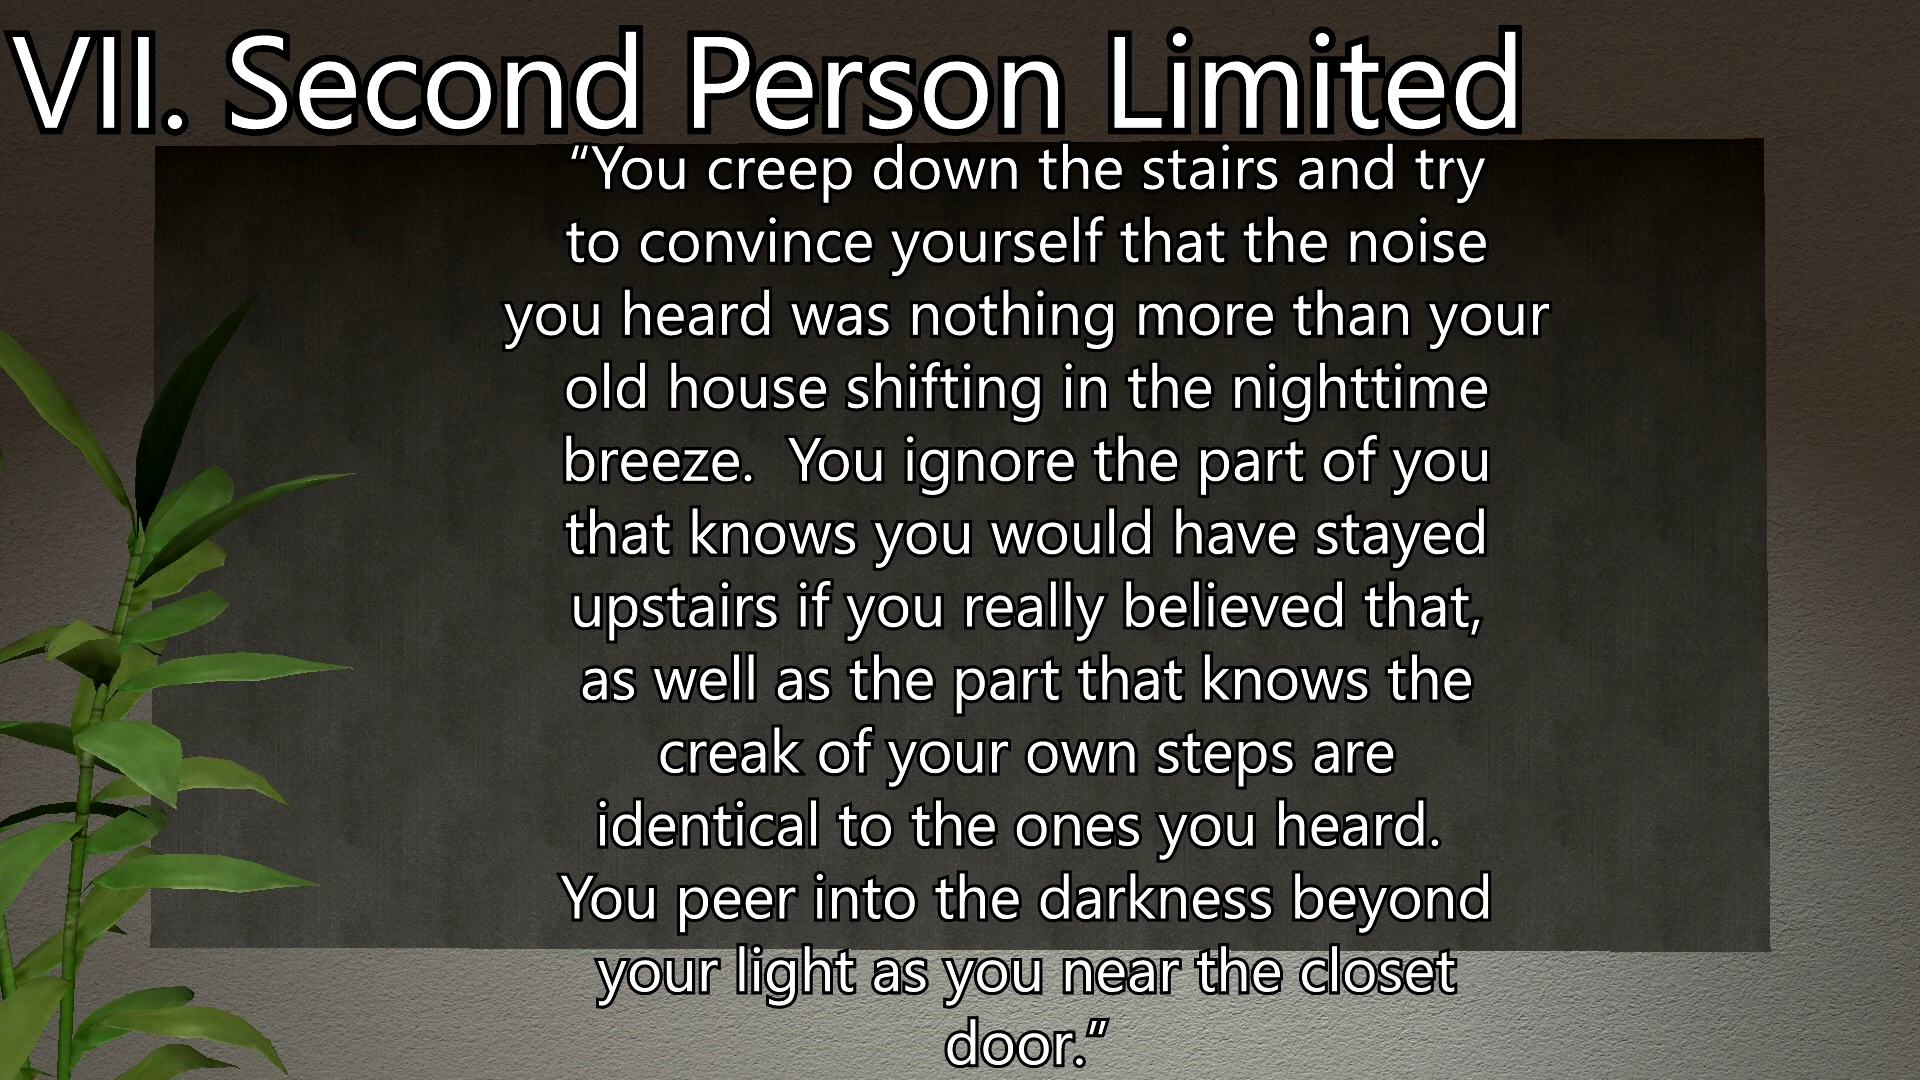 VII. Second Person Limited
“You creep down the stairs and try
to convince yourself that the noise
you heard was nothing more than your
old house shifting in the nighttime
breeze.  You ignore the part of you
that knows you would have stayed
upstairs if you really believed that,
as well as the part that knows the
creak of your own steps are
identical to the ones you heard.
You peer into the darkness beyond
your light as you near the closet
door.”